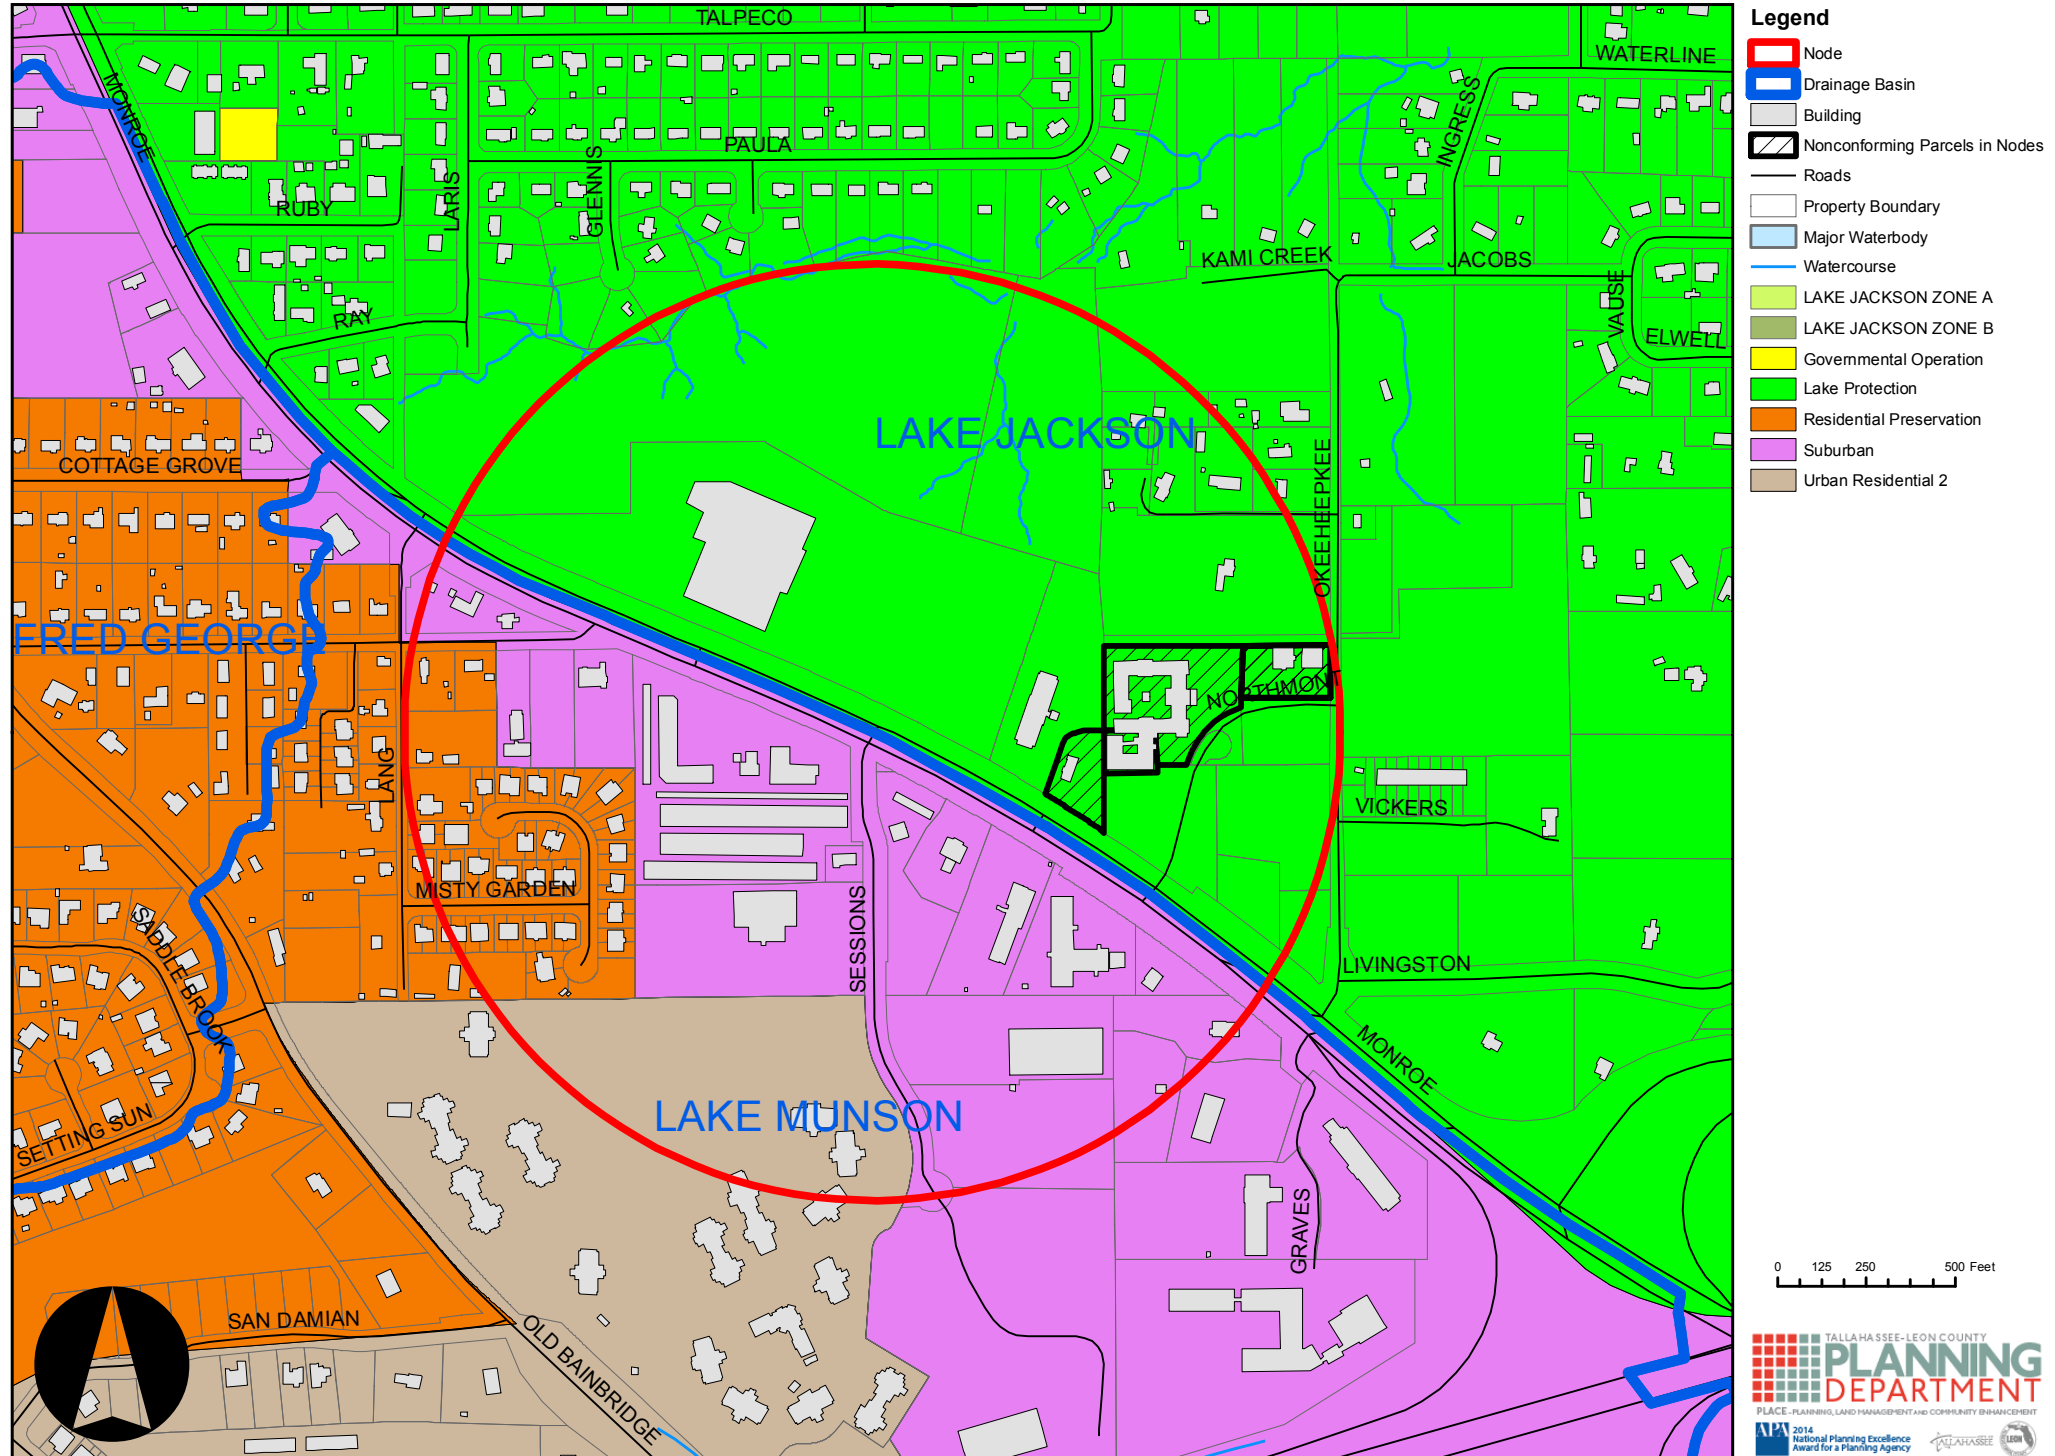 TALPECO
WATERLINE
MONROE
INGRESS
PAULA
GLENNIS
LARIS
RUBY
KAMI CREEK
JACOBS
VAUSE
RAY
ELWELL
LAKE JACKSON
COTTAGE GROVE
OKEEHEEPKEE
FRED GEORGE
NORTHMONT
LANG
VICKERS
MISTY GARDEN
SESSIONS
SADDLE BROOK
LIVINGSTON
MONROE
LAKE MUNSON
SETTING SUN
GRAVES
SAN DAMIAN
OLD BAINBRIDGE
Legend
Node
Drainage Basin
Building
Nonconforming Parcels in Nodes
Roads
Property Boundary
Major Waterbody
Watercourse
LAKE JACKSON ZONE A
LAKE JACKSON ZONE B
Governmental Operation
Lake Protection
Residential Preservation
Suburban
Urban Residential 2
0 125 250 500 Feet
TALLAHASSEE-LEON COUNTY
PLANNING
DEPARTMENT
PLACE - PLANNING, LAND MANAGEMENT AND COMMUNITY ENHANCEMENT
APA 2014
National Planning Excellence
Award for a Planning Agency
TALLAHASSEE
LEON